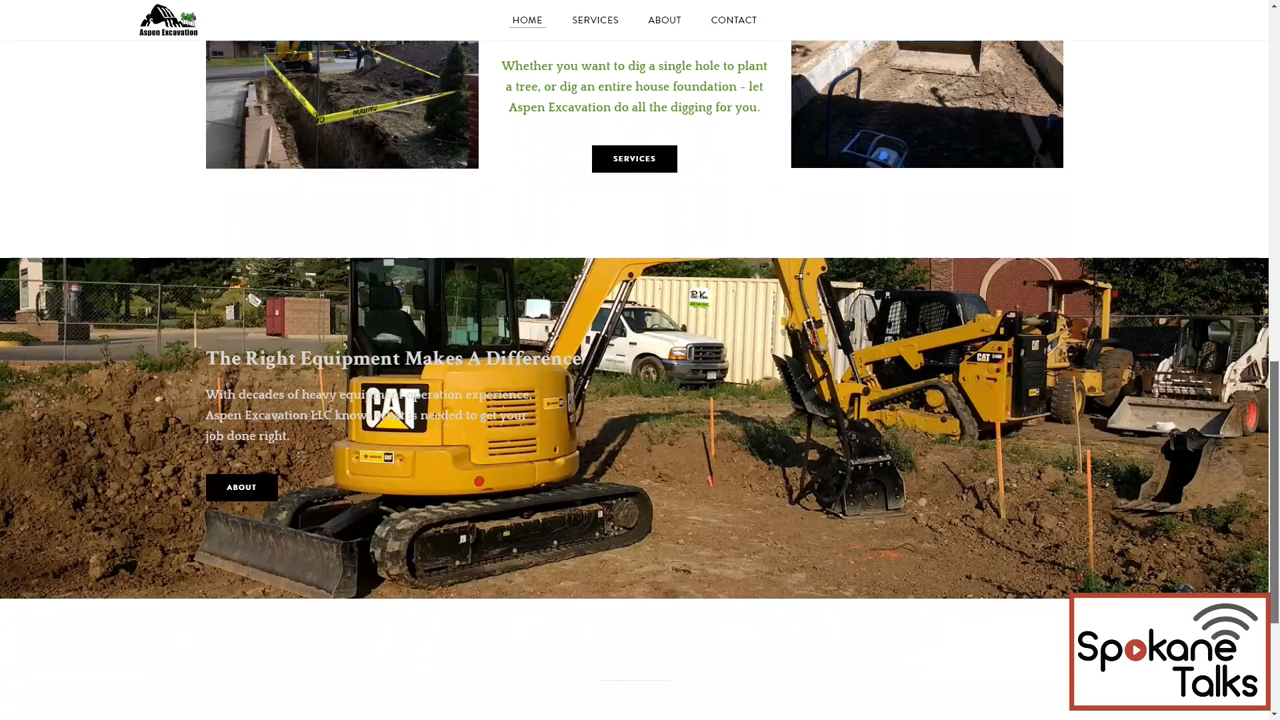 Aspen Excavation
HOME SERVICES ABOUT CONTACT
Whether you want to dig a single hole to plant
a tree, or dig an entire house foundation - let
Aspen Excavation do all the digging for you.
SERVICES
The Right Equipment Makes A Difference
With decades of heavy equipment operation experience,
Aspen Excavation LLC knows what is needed to get your
job done right.
ABOUT
CAT
CAT
CAT
Spokane
Talks